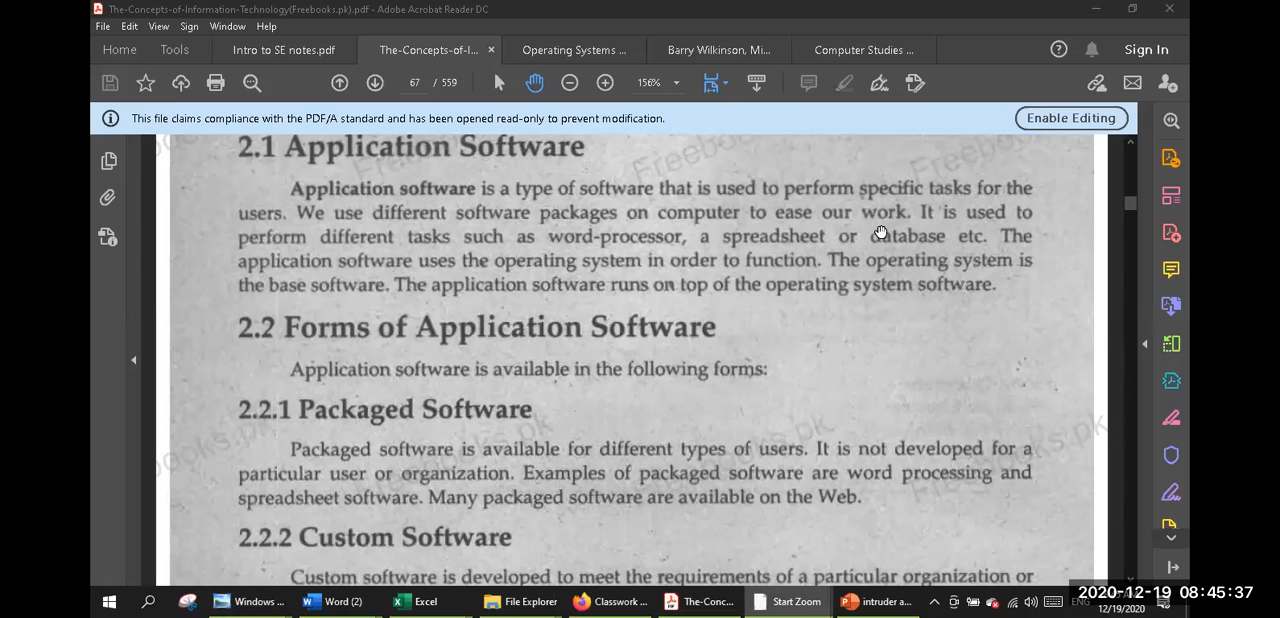 The-Concepts-of-Information-Technology(Freebooks.pk).pdf - Adobe Acrobat Reader DC
File Edit View Sign Window Help
Home Tools Intro to SE notes.pdf The-Concepts-of-I... × Operating Systems ... Barry Wilkinson, Mi... Computer Studies ... Sign In
67 / 559 156%
This file claims compliance with the PDF/A standard and has been opened read-only to prevent modification. Enable Editing
2.1 Application Software
Application software is a type of software that is used to perform specific tasks for the
users. We use different software packages on computer to ease our work. It is used to
perform different tasks such as word-processor, a spreadsheet or database etc. The
application software uses the operating system in order to function. The operating system is
the base software. The application software runs on top of the operating system software.
2.2 Forms of Application Software
Application software is available in the following forms:
2.2.1 Packaged Software
Packaged software is available for different types of users. It is not developed for a
particular user or organization. Examples of packaged software are word processing and
spreadsheet software. Many packaged software are available on the Web.
2.2.2 Custom Software
Custom software is developed to meet the requirements of a particular organization or
Windows ... Word (2) Excel File Explorer Classwork ... The-Conc... Start Zoom intruder a... ENG
2020-12-19 08:45:37
12/19/2020